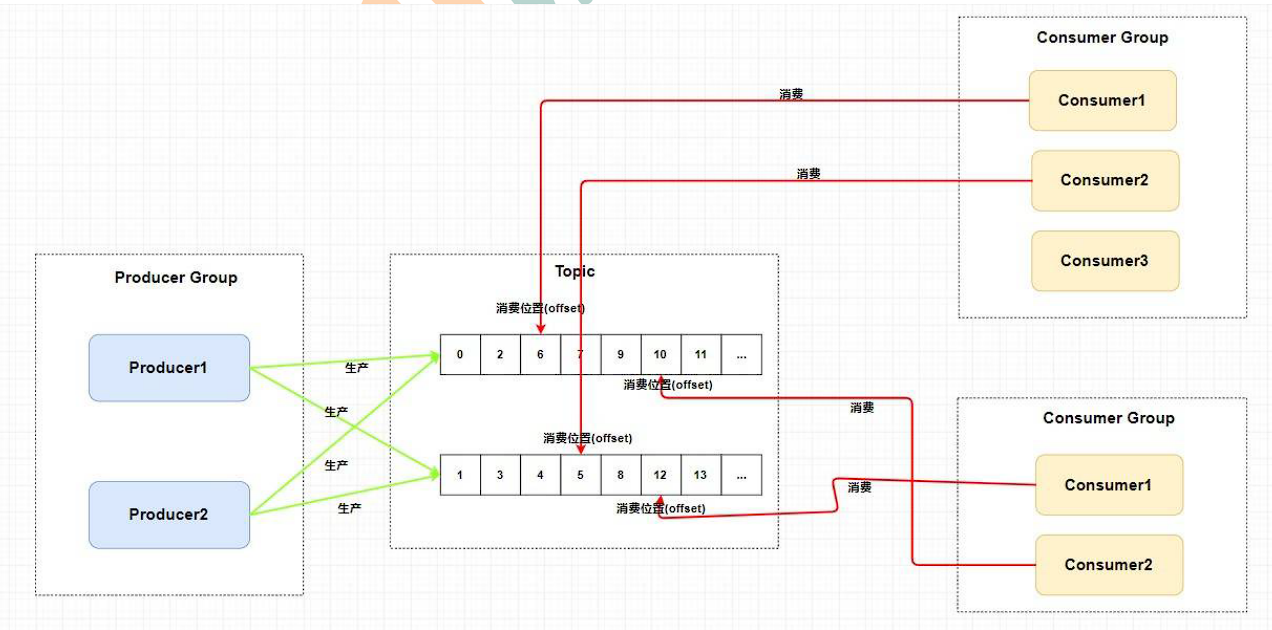 Consumer Group
消费
Consumer1
消费
Consumer2
Consumer3
Producer Group
Producer1
Producer2
生产
生产
生产
生产
Topic
消费位置(offset)
0 2 6 7 9 10 11 ...
消费位置(offset)
消费位置(offset)
1 3 4 5 8 12 13 ...
消费位置(offset)
消费
消费
Consumer Group
Consumer1
Consumer2